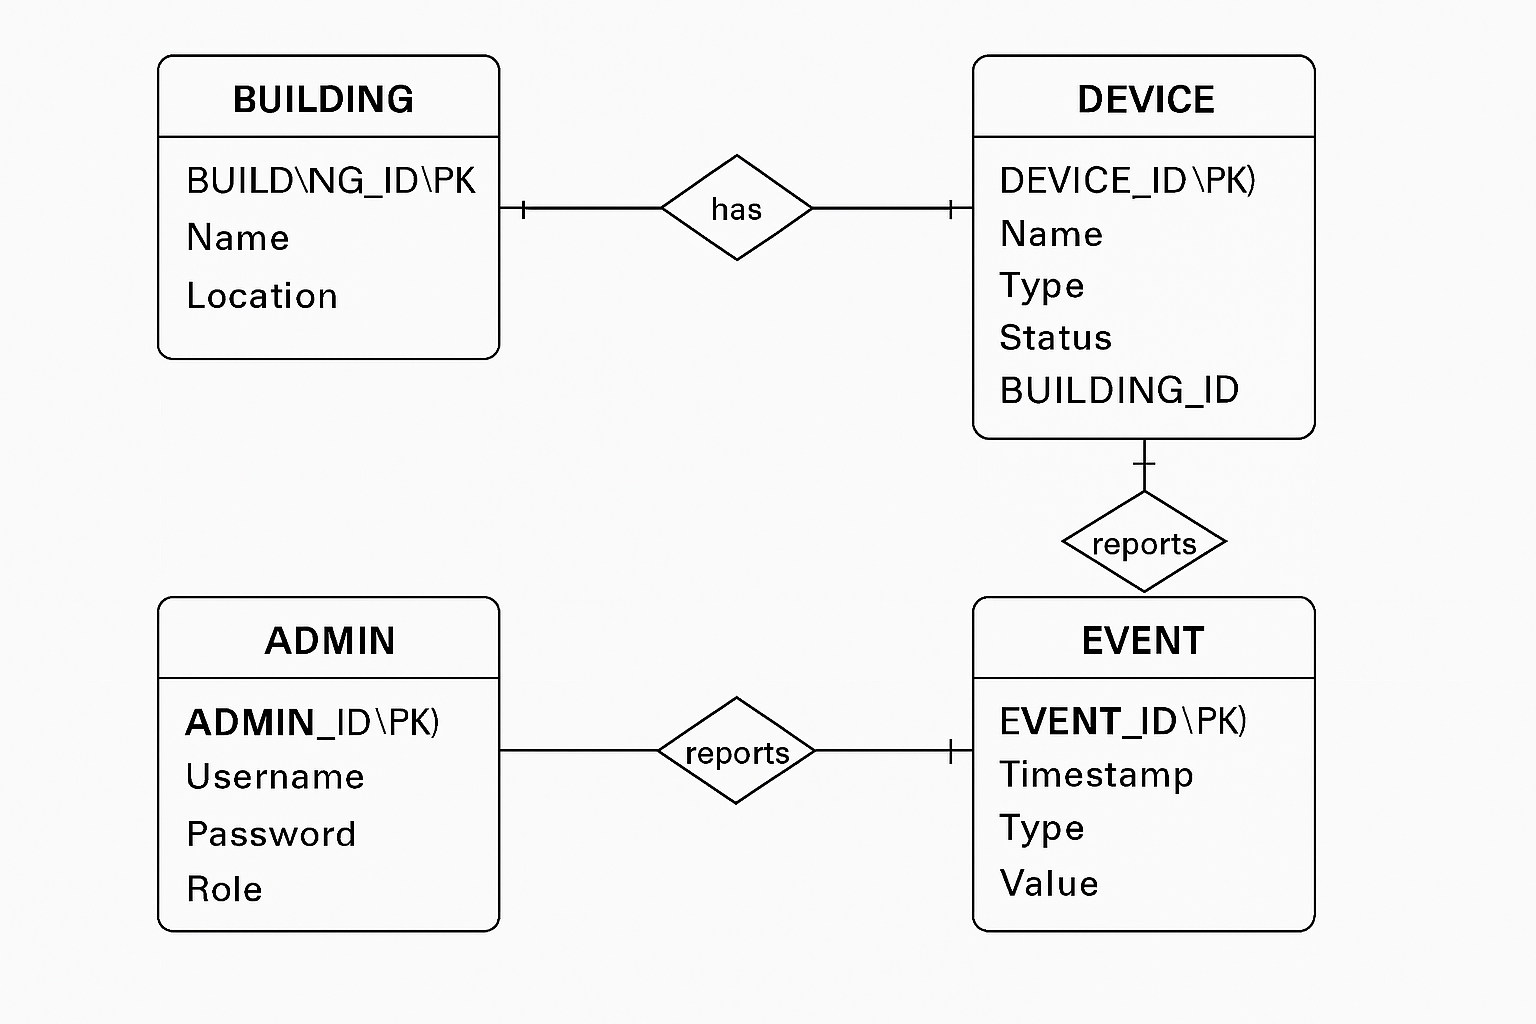 BUILDING
BUILD\NG_ID\PK
Name
Location
has
DEVICE
DEVICE_ID\PK)
Name
Type
Status
BUILDING_ID
reports
ADMIN
ADMIN_ID\PK)
Username
Password
Role
reports
EVENT
EVENT_ID\PK)
Timestamp
Type
Value